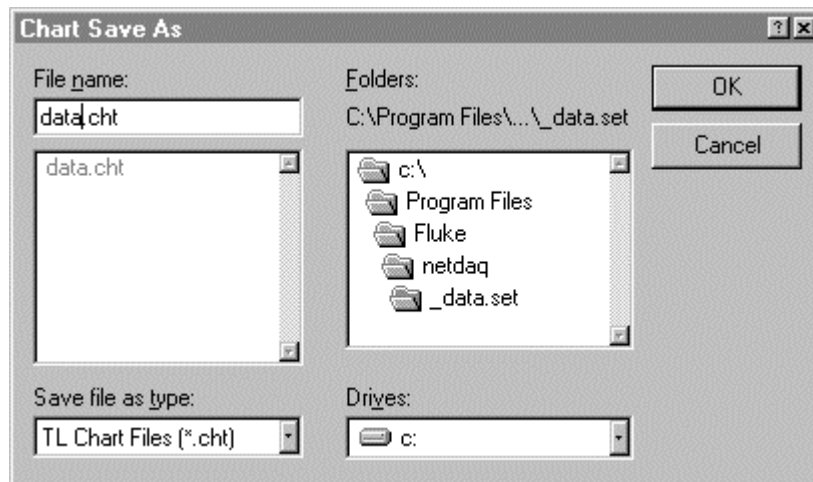 Chart Save As
File name:
data.cht
data.cht
Save file as type:
TL Chart Files (*.cht)
Folders:
C:\Program Files\...\_data.set
c:\
Program Files
Fluke
netdaq
_data.set
Drives:
c:
OK
Cancel